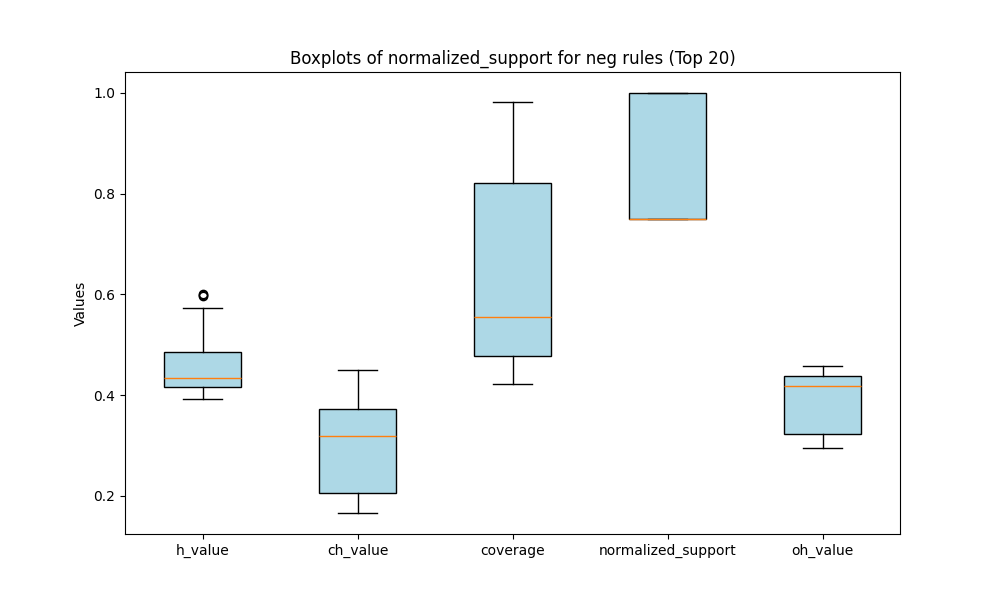 Boxplots of normalized_support for neg rules (Top 20)
Values
1.0
0.8
0.6
0.4
0.2
h_value
ch_value
coverage
normalized_support
oh_value